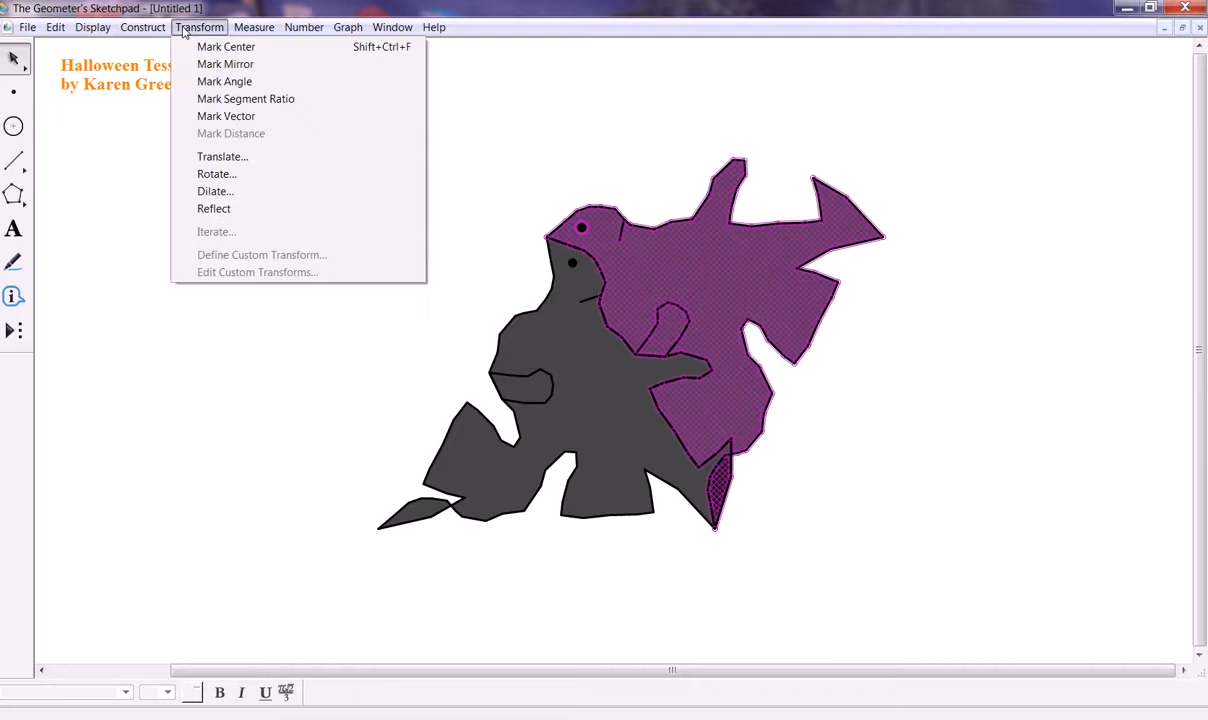 The Geometer's Sketchpad - [Untitled 1]
File Edit Display Construct Transform Measure Number Graph Window Help
Halloween Tess
by Karen Gree
Mark Center Shift+Ctrl+F
Mark Mirror
Mark Angle
Mark Segment Ratio
Mark Vector
Mark Distance
Translate...
Rotate...
Dilate...
Reflect
Iterate...
Define Custom Transform...
Edit Custom Transforms...
A
B I U